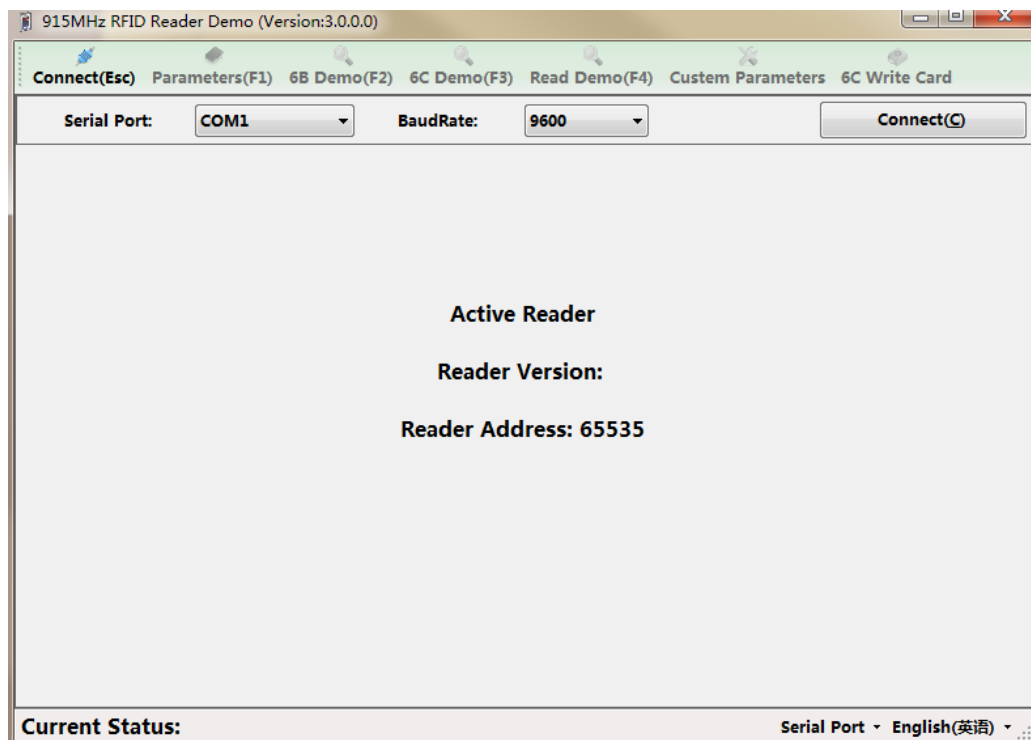 915MHz RFID Reader Demo (Version:3.0.0.0)
Connect(Esc) Parameters(F1) 6B Demo(F2) 6C Demo(F3) Read Demo(F4) Custem Parameters 6C Write Card
Serial Port: COM1 BaudRate: 9600 Connect(C)
Active Reader
Reader Version:
Reader Address: 65535
Current Status: Serial Port English(英语)